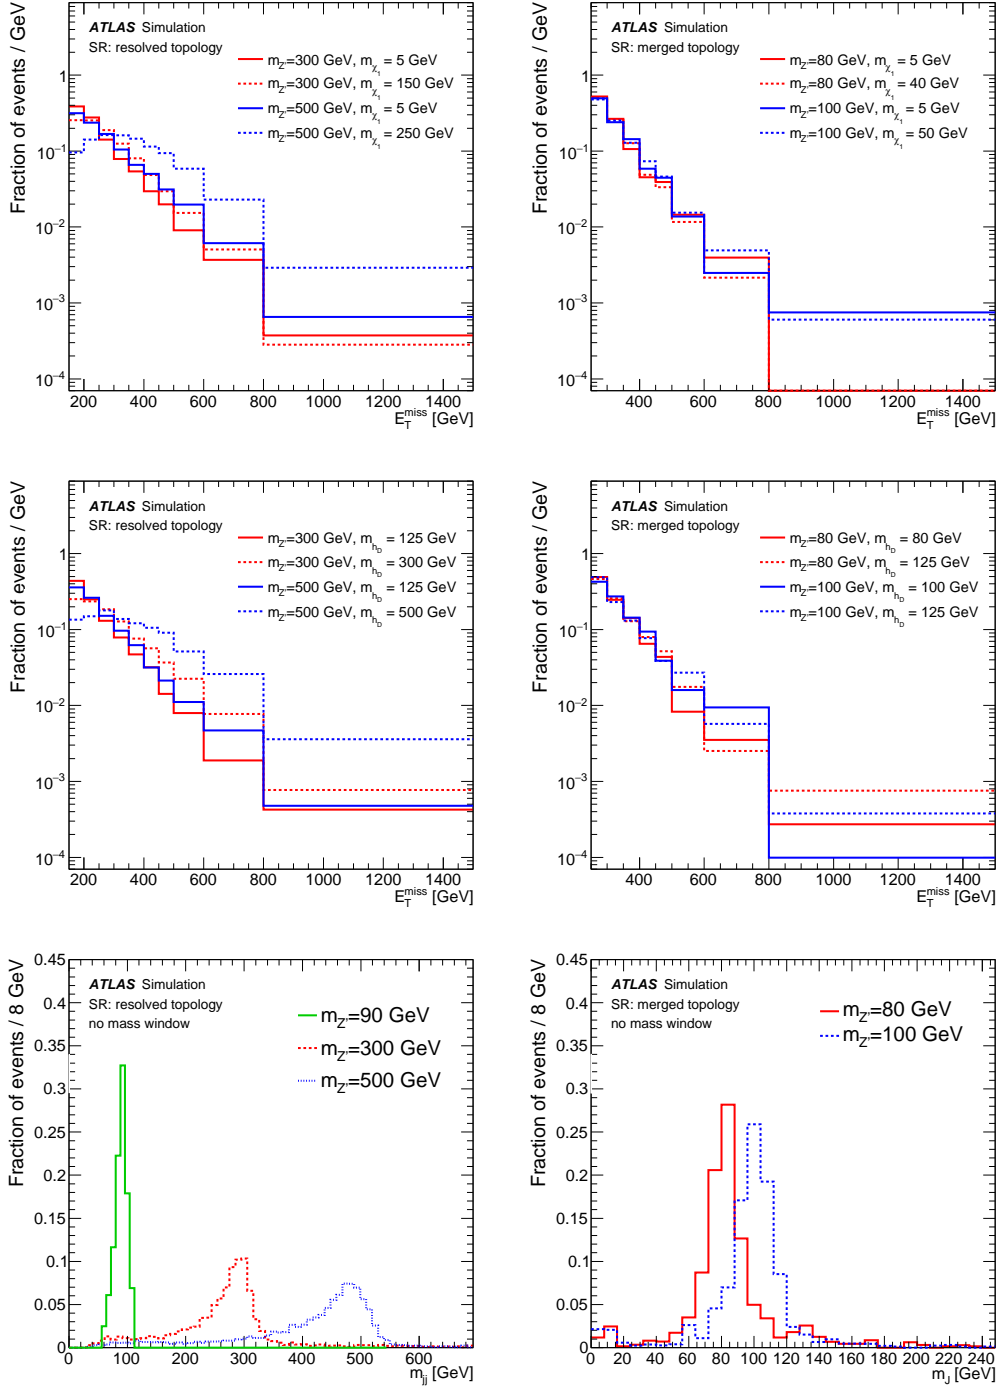 ATLAS Simulation
SR: resolved topology
m_Z'=300 GeV, m_χ₁ = 5 GeV
m_Z'=300 GeV, m_χ₁ = 150 GeV
m_Z'=500 GeV, m_χ₁ = 5 GeV
m_Z'=500 GeV, m_χ₁ = 250 GeV
Fraction of events / GeV
1
10⁻¹
10⁻²
10⁻³
10⁻⁴
200 400 600 800 1000 1200 1400
E_T^miss [GeV]
ATLAS Simulation
SR: merged topology
m_Z'=80 GeV, m_χ₁ = 5 GeV
m_Z'=80 GeV, m_χ₁ = 40 GeV
m_Z'=100 GeV, m_χ₁ = 5 GeV
m_Z'=100 GeV, m_χ₁ = 50 GeV
Fraction of events / GeV
1
10⁻¹
10⁻²
10⁻³
10⁻⁴
400 600 800 1000 1200 1400
E_T^miss [GeV]
ATLAS Simulation
SR: resolved topology
m_Z'=300 GeV, m_h_D = 125 GeV
m_Z'=300 GeV, m_h_D = 300 GeV
m_Z'=500 GeV, m_h_D = 125 GeV
m_Z'=500 GeV, m_h_D = 500 GeV
Fraction of events / GeV
1
10⁻¹
10⁻²
10⁻³
10⁻⁴
200 400 600 800 1000 1200 1400
E_T^miss [GeV]
ATLAS Simulation
SR: merged topology
m_Z'=80 GeV, m_h_D = 80 GeV
m_Z'=80 GeV, m_h_D = 125 GeV
m_Z'=100 GeV, m_h_D = 100 GeV
m_Z'=100 GeV, m_h_D = 125 GeV
Fraction of events / GeV
1
10⁻¹
10⁻²
10⁻³
10⁻⁴
400 600 800 1000 1200 1400
E_T^miss [GeV]
ATLAS Simulation
SR: resolved topology
no mass window
m_Z'=90 GeV
m_Z'=300 GeV
m_Z'=500 GeV
Fraction of events / 8 GeV
0.45
0.4
0.35
0.3
0.25
0.2
0.15
0.1
0.05
0
0 100 200 300 400 500 600
m_jj [GeV]
ATLAS Simulation
SR: merged topology
no mass window
m_Z'=80 GeV
m_Z'=100 GeV
Fraction of events / 8 GeV
0.45
0.4
0.35
0.3
0.25
0.2
0.15
0.1
0.05
0
0 20 40 60 80 100 120 140 160 180 200 220 240
m_J [GeV]